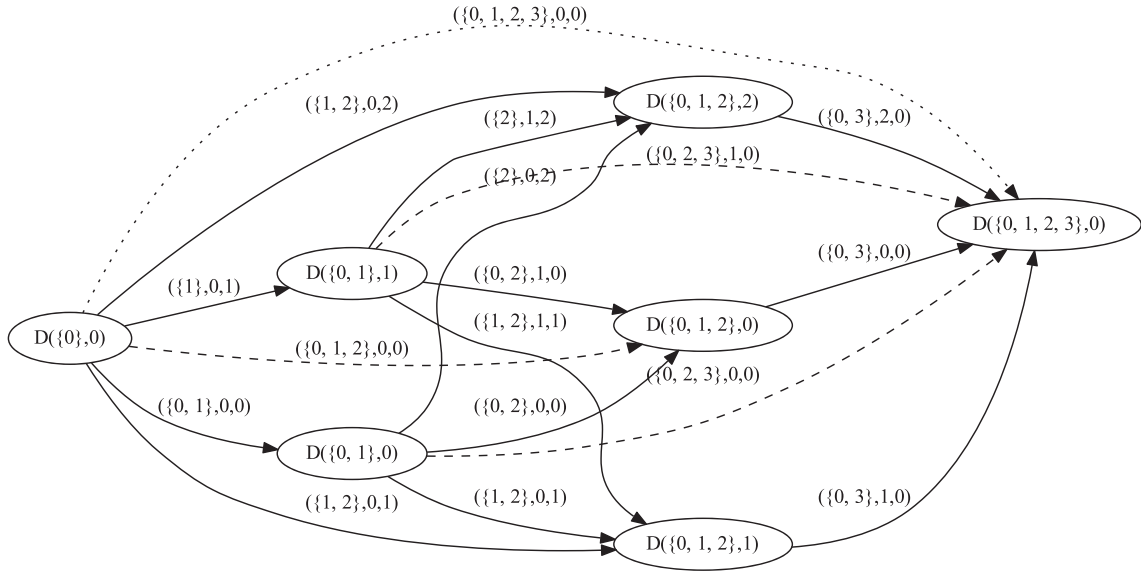 ({0, 1, 2, 3},0,0)
({1, 2},0,2)
D({0, 1, 2},2)
({2},1,2)
({0, 3},2,0)
({0, 2, 3},1,0)
({2},0,2)
D({0, 1, 2, 3},0)
D({0, 1},1)
({0, 2},1,0)
({0, 3},0,0)
({1},0,1)
({1, 2},1,1)
D({0, 1, 2},0)
D({0},0)
({0, 1, 2},0,0)
({0, 2, 3},0,0)
({0, 1},0,0)
({0, 2},0,0)
D({0, 1},0)
({1, 2},0,1)
({1, 2},0,1)
({0, 3},1,0)
D({0, 1, 2},1)